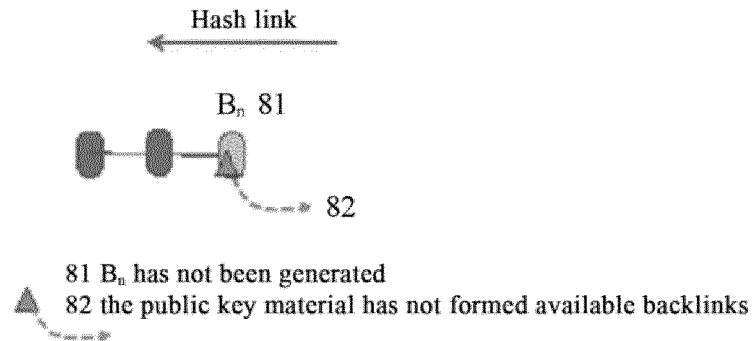 Hash link
Bₙ 81
82
81 Bₙ has not been generated
82 the public key material has not formed available backlinks